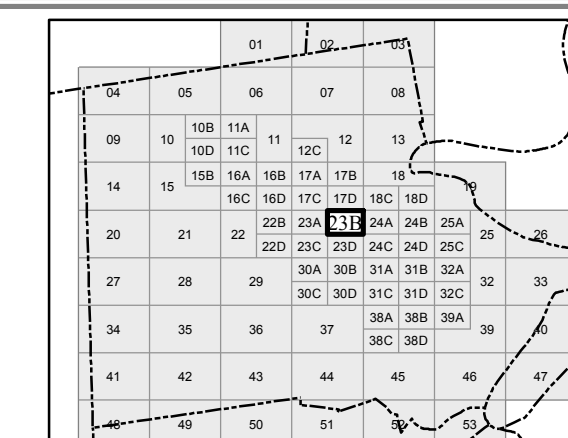 01 02 03
04 05 06 07 08
10B 11A
09 10 11 12 13
10D 11C 12C
15B 16A 16B 17A 17B 18
14 15 19
16C 16D 17C 17D 18C 18D
22B 23A 23B 24A 24B 25A
20 21 22 25 26
22D 23C 23D 24C 24D 25C
30A 30B 31A 31B 32A
27 28 29 32 33
30C 30D 31C 31D 32C
38A 38B 39A
34 35 36 37 39 40
38C 38D
41 42 43 44 45 46 47
48 49 50 51 52 53